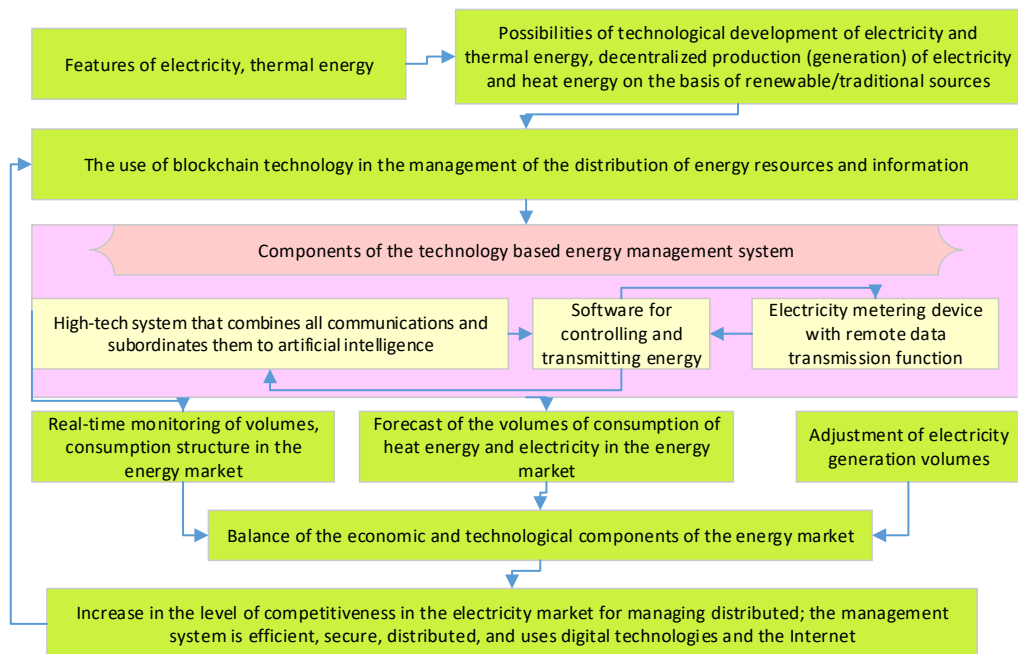 Features of electricity, thermal energy
Possibilities of technological development of electricity and
thermal energy, decentralized production (generation) of electricity
and heat energy on the basis of renewable/traditional sources
The use of blockchain technology in the management of the distribution of energy resources and information
Components of the technology based energy management system
High-tech system that combines all communications and
subordinates them to artificial intelligence
Software for
controlling and
transmitting energy
Electricity metering device
with remote data
transmission function
Real-time monitoring of volumes,
consumption structure in the
energy market
Forecast of the volumes of consumption of
heat energy and electricity in the energy
market
Adjustment of electricity
generation volumes
Balance of the economic and technological components of the energy market
Increase in the level of competitiveness in the electricity market for managing distributed; the management
system is efficient, secure, distributed, and uses digital technologies and the Internet